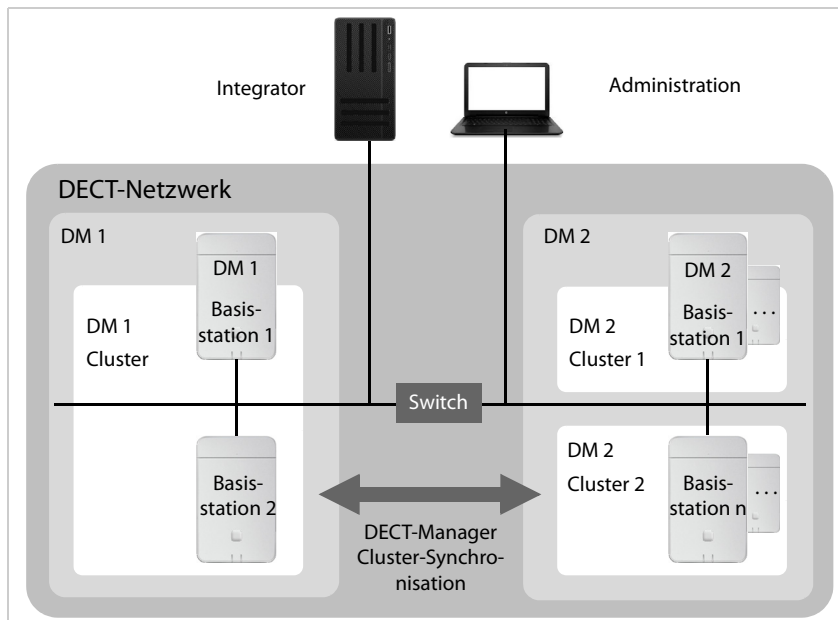 Integrator
Administration
DECT-Netzwerk
DM 1
DM 1
Basis-
station 1
DM 1
Cluster
Basis-
station 2
Switch
DECT-Manager
Cluster-Synchro-
nisation
DM 2
DM 2
Basis-
station 1
...
DM 2
Cluster 1
DM 2
Cluster 2
Basis-
station n
...